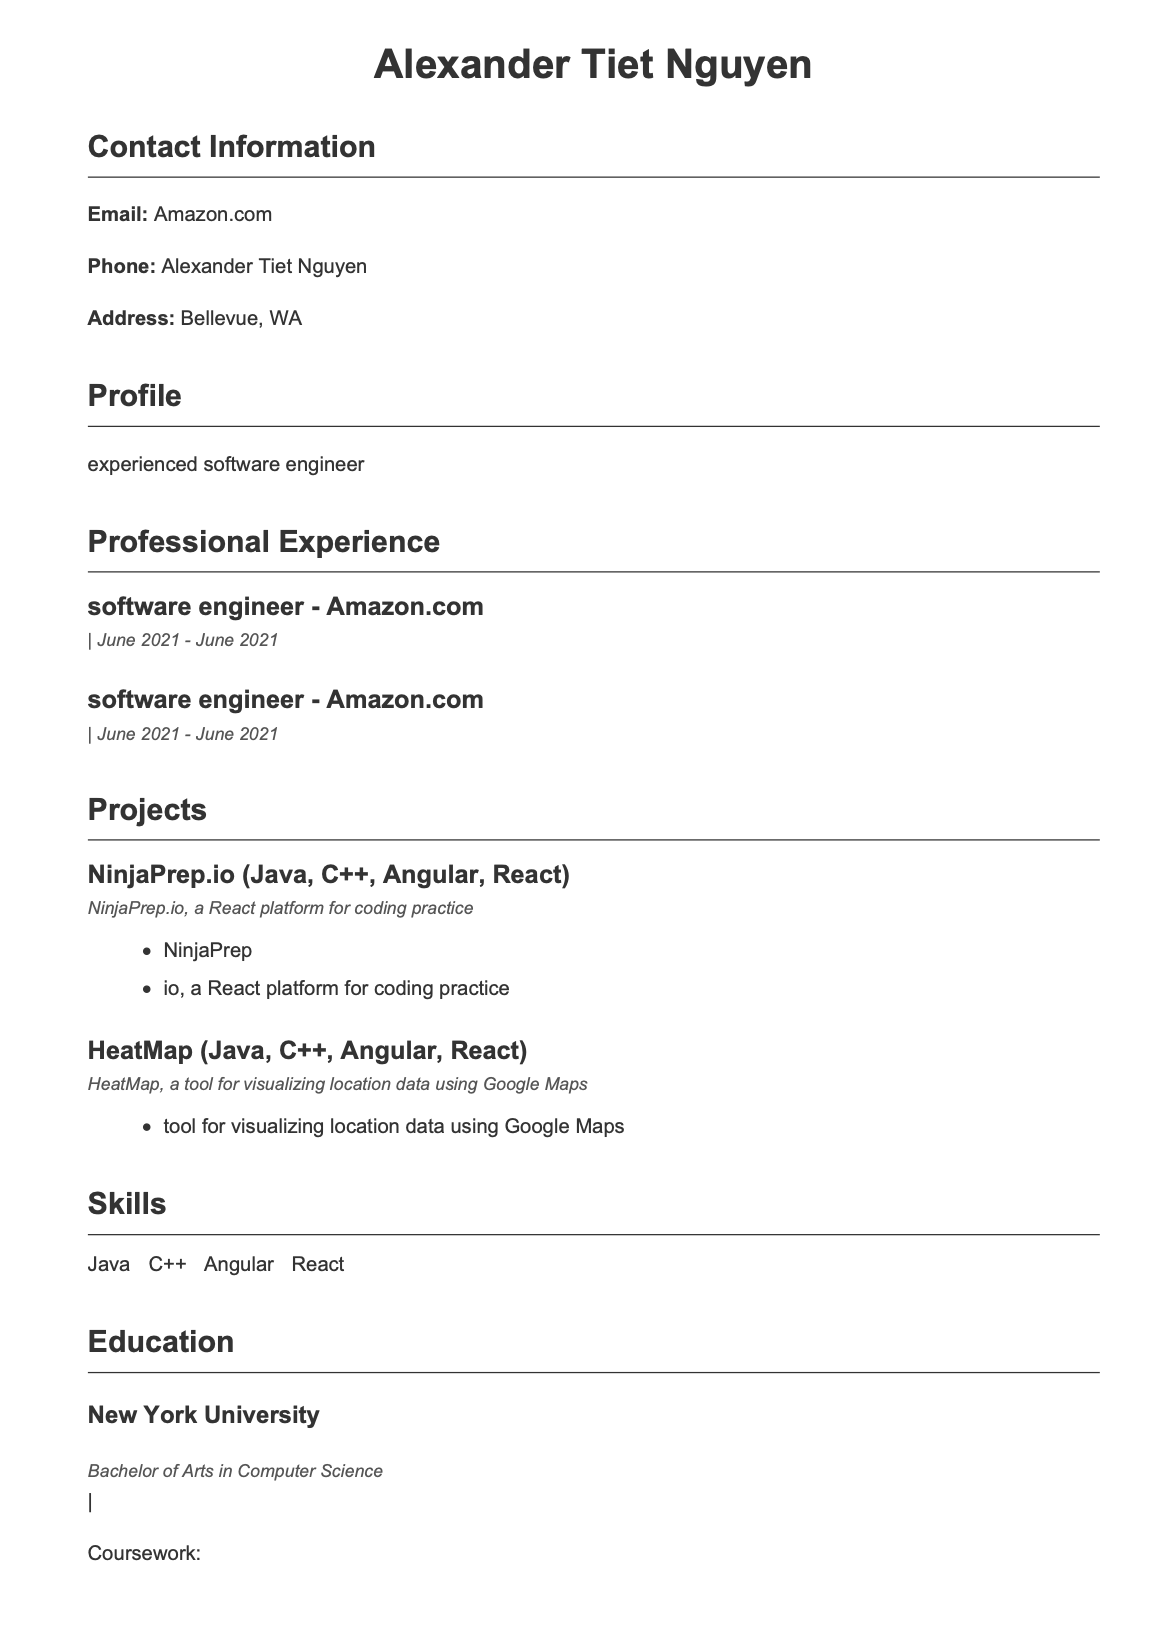 Alexander Tiet Nguyen
Contact Information
Email: Amazon.com
Phone: Alexander Tiet Nguyen
Address: Bellevue, WA
Profile
experienced software engineer
Professional Experience
software engineer - Amazon.com
| June 2021 - June 2021
software engineer - Amazon.com
| June 2021 - June 2021
Projects
NinjaPrep.io (Java, C++, Angular, React)
NinjaPrep.io, a React platform for coding practice
• NinjaPrep
• io, a React platform for coding practice
HeatMap (Java, C++, Angular, React)
HeatMap, a tool for visualizing location data using Google Maps
• tool for visualizing location data using Google Maps
Skills
Java C++ Angular React
Education
New York University
Bachelor of Arts in Computer Science
|
Coursework: